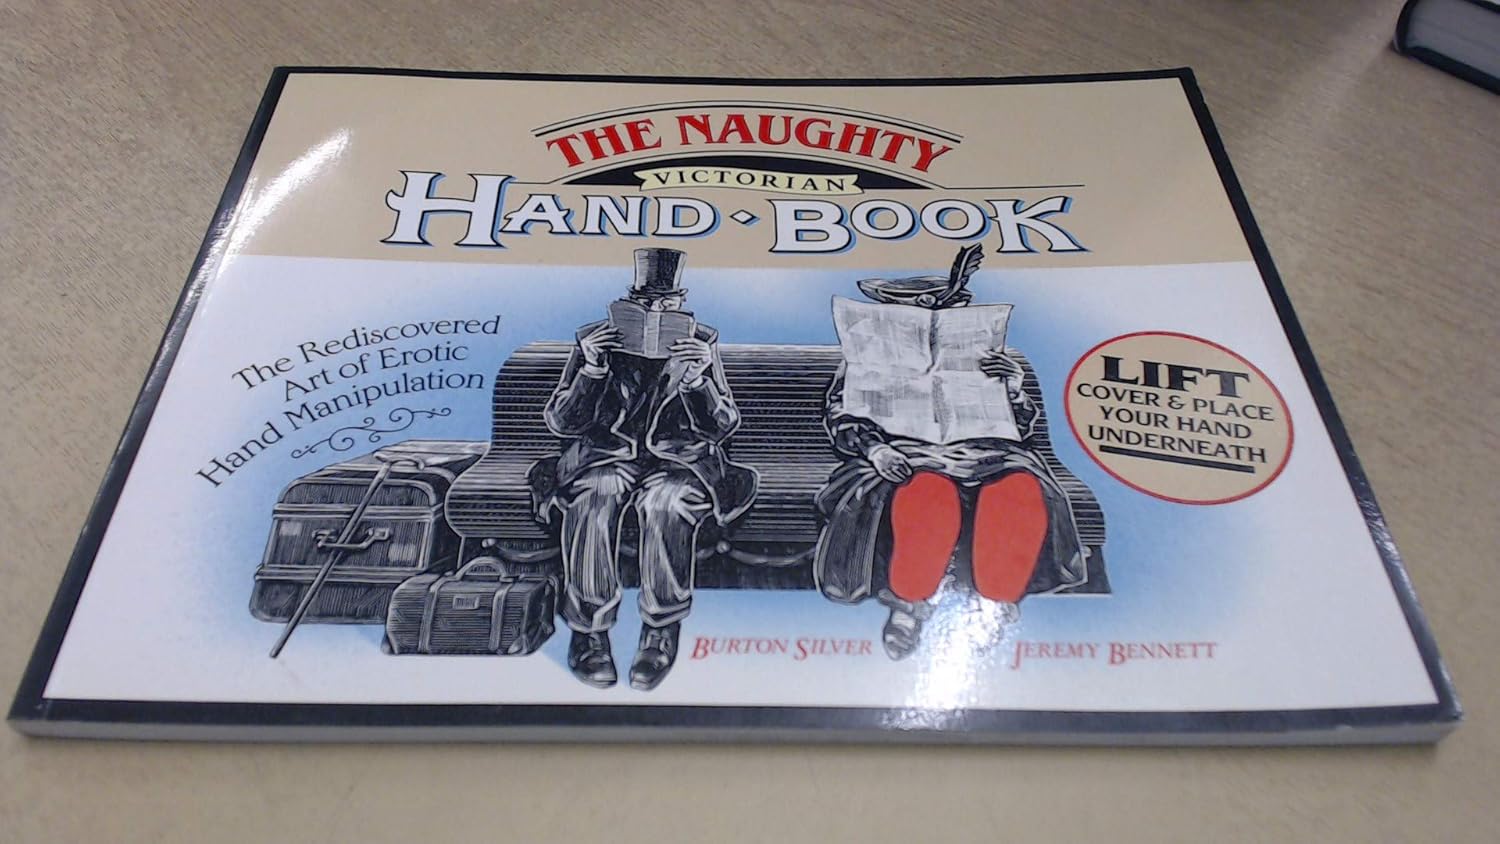 THE NAUGHTY
VICTORIAN
HAND·BOOK
The Rediscovered
Art of Erotic
Hand Manipulation
LIFT
COVER & PLACE
YOUR HAND
UNDERNEATH
BURTON SILVER
JEREMY BENNETT